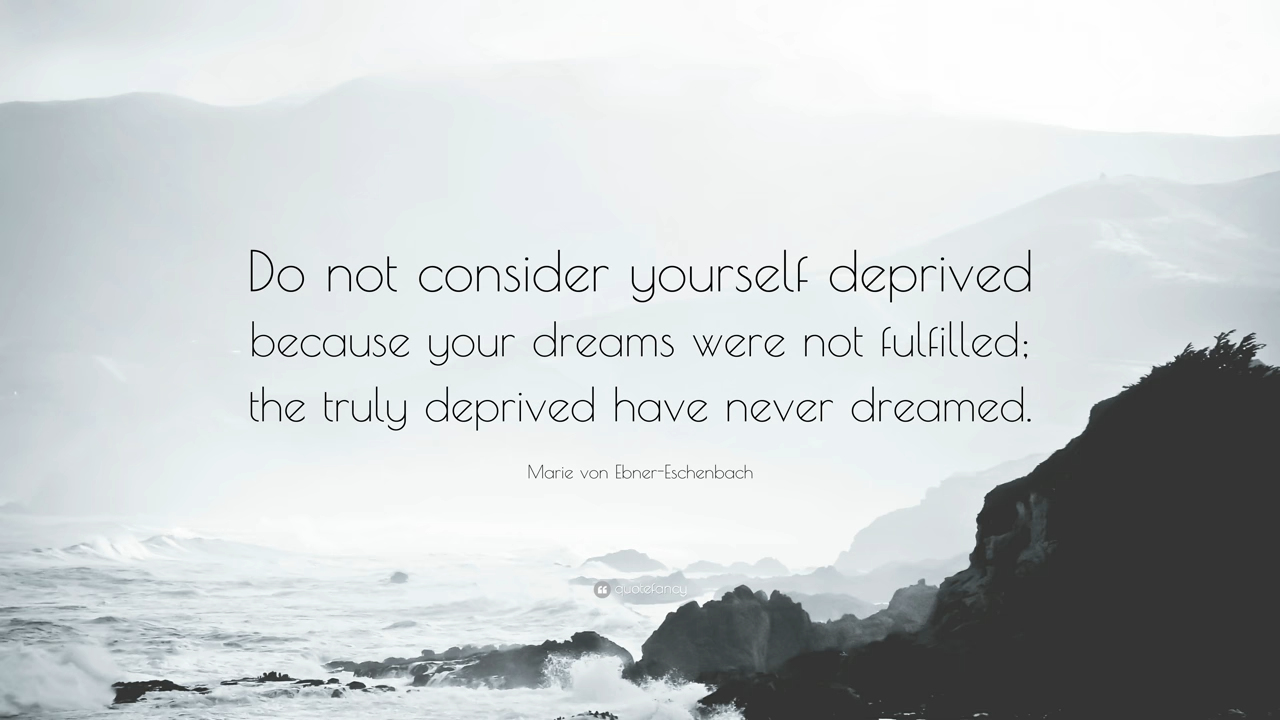 Do not consider yourself deprived
because your dreams were not fulfilled;
the truly deprived have never dreamed.
Marie von Ebner-Eschenbach
quotefancy